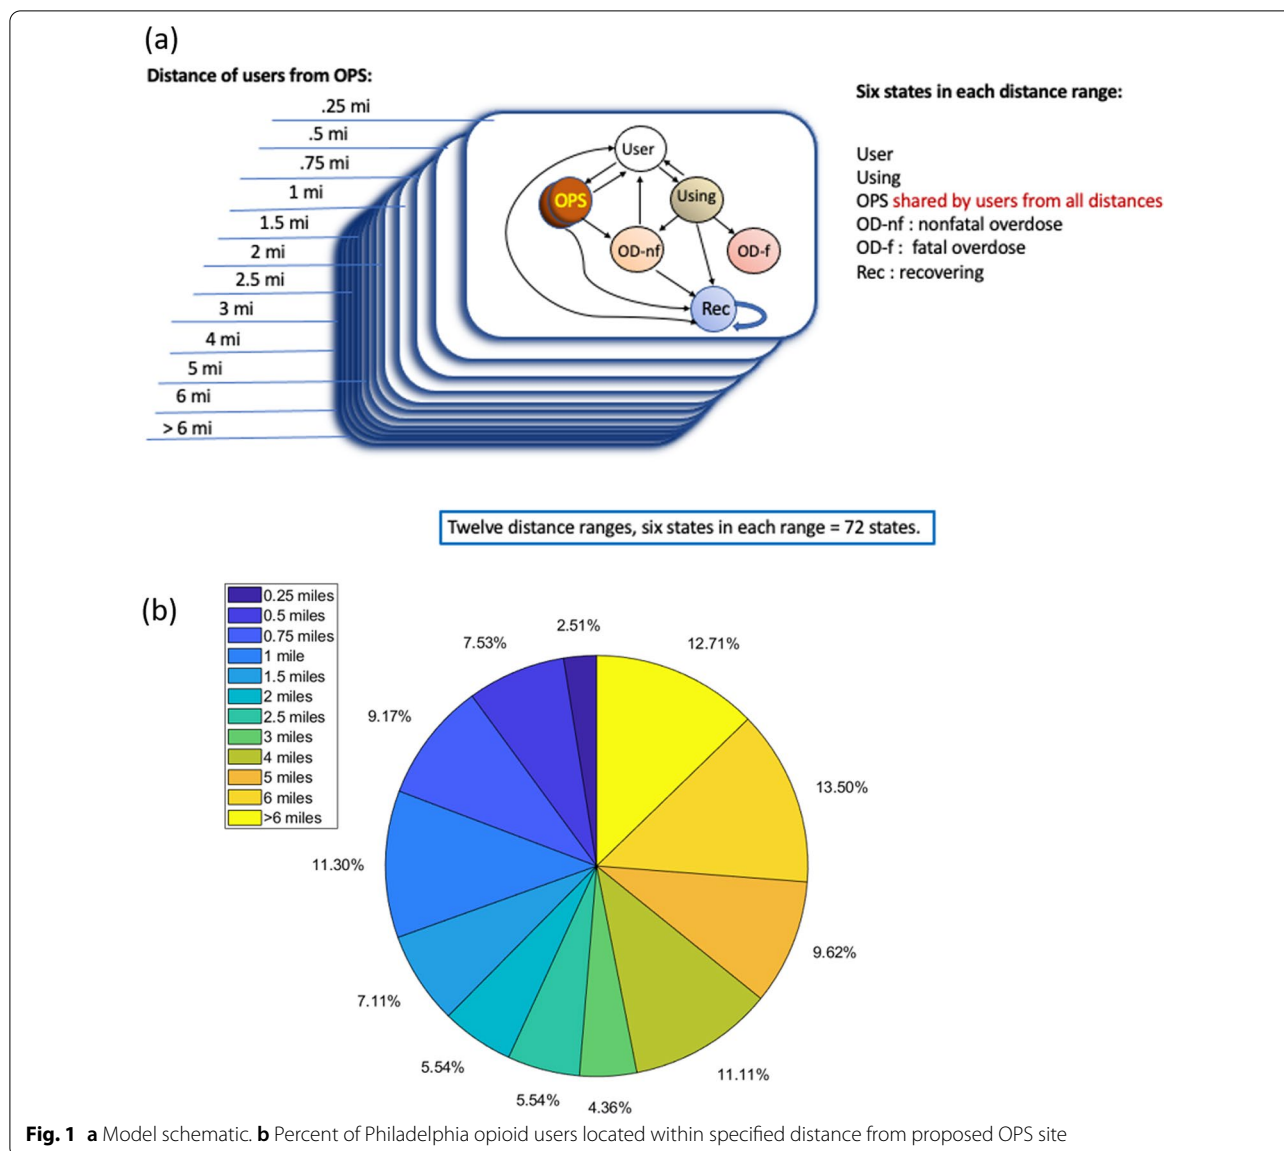 (a)
Distance of users from OPS:
.25 mi
.5 mi
.75 mi
1 mi
1.5 mi
2 mi
2.5 mi
3 mi
4 mi
5 mi
6 mi
> 6 mi
User
OPS
Using
OD-nf
OD-f
Rec
Six states in each distance range:
User
Using
OPS shared by users from all distances
OD-nf : nonfatal overdose
OD-f : fatal overdose
Rec : recovering
Twelve distance ranges, six states in each range = 72 states.
(b)
0.25 miles
0.5 miles
0.75 miles
1 mile
1.5 miles
2 miles
2.5 miles
3 miles
4 miles
5 miles
6 miles
>6 miles
2.51%
7.53%
9.17%
11.30%
7.11%
5.54%
5.54%
4.36%
11.11%
9.62%
13.50%
12.71%
Fig. 1 a Model schematic. b Percent of Philadelphia opioid users located within specified distance from proposed OPS site